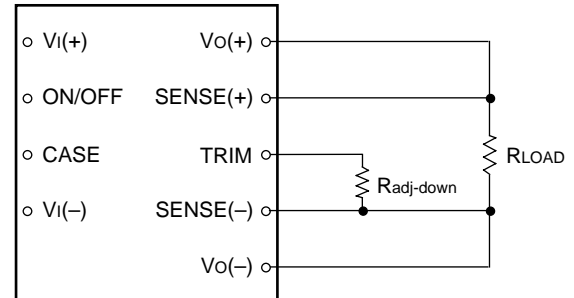 VI(+) VO(+)
ON/OFF SENSE(+)
CASE TRIM RLOAD
Radj-down
VI(–) SENSE(–)
VO(–)